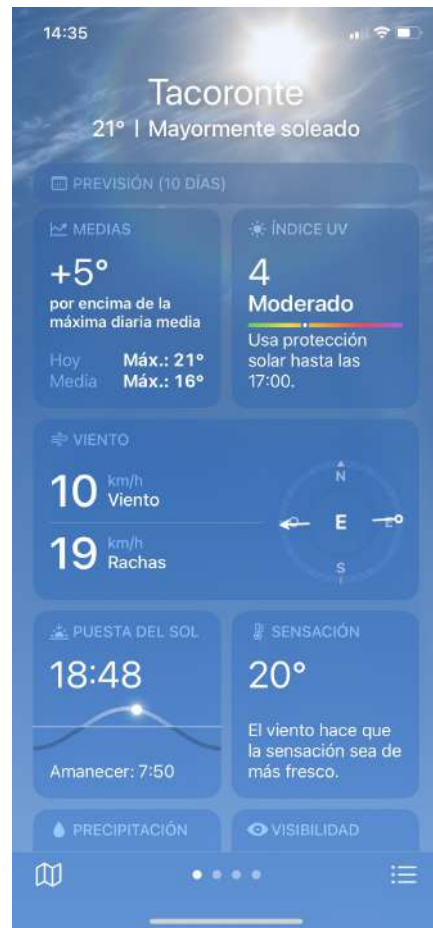 14:35
Tacoronte
21° | Mayormente soleado
PREVISIÓN (10 DÍAS)
MEDIAS
+5°
por encima de la
máxima diaria media
Hoy Máx.: 21°
Media Máx.: 16°
ÍNDICE UV
4
Moderado
Usa protección
solar hasta las
17:00.
VIENTO
10 km/h
Viento
19 km/h
Rachas
N
O E E
S
PUESTA DEL SOL
18:48
Amanecer: 7:50
SENSACIÓN
20°
El viento hace que
la sensación sea de
más fresco.
PRECIPITACIÓN
VISIBILIDAD